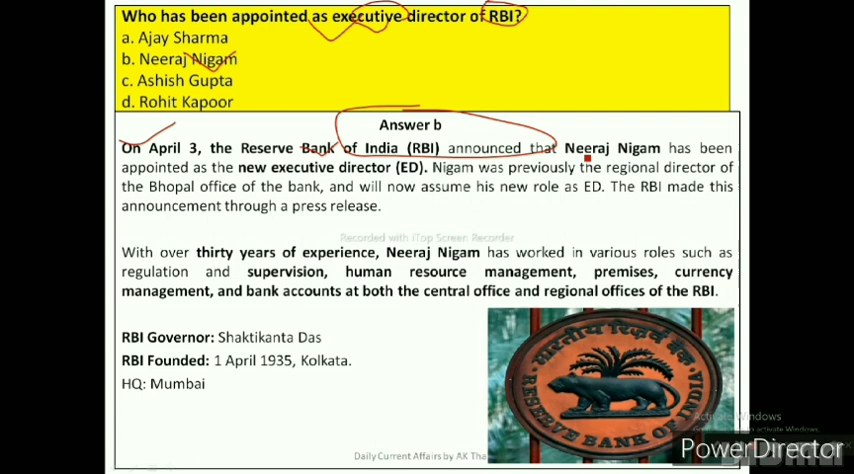 Who has been appointed as executive director of RBI?
a. Ajay Sharma
b. Neeraj Nigam
c. Ashish Gupta
d. Rohit Kapoor
Answer b
On April 3, the Reserve Bank of India (RBI) announced that Neeraj Nigam has been
appointed as the new executive director (ED). Nigam was previously the regional director of
the Bhopal office of the bank, and will now assume his new role as ED. The RBI made this
announcement through a press release.
Recorded with iTop Screen Recorder
With over thirty years of experience, Neeraj Nigam has worked in various roles such as
regulation and supervision, human resource management, premises, currency
management, and bank accounts at both the central office and regional offices of the RBI.
RBI Governor: Shaktikanta Das
RBI Founded: 1 April 1935, Kolkata.
HQ: Mumbai
भारतीय रिज़र्व बैंक
RESERVE BANK OF INDIA
Activate Windows
activate Windows.
PowerDirector
Daily Current Affairs by AK